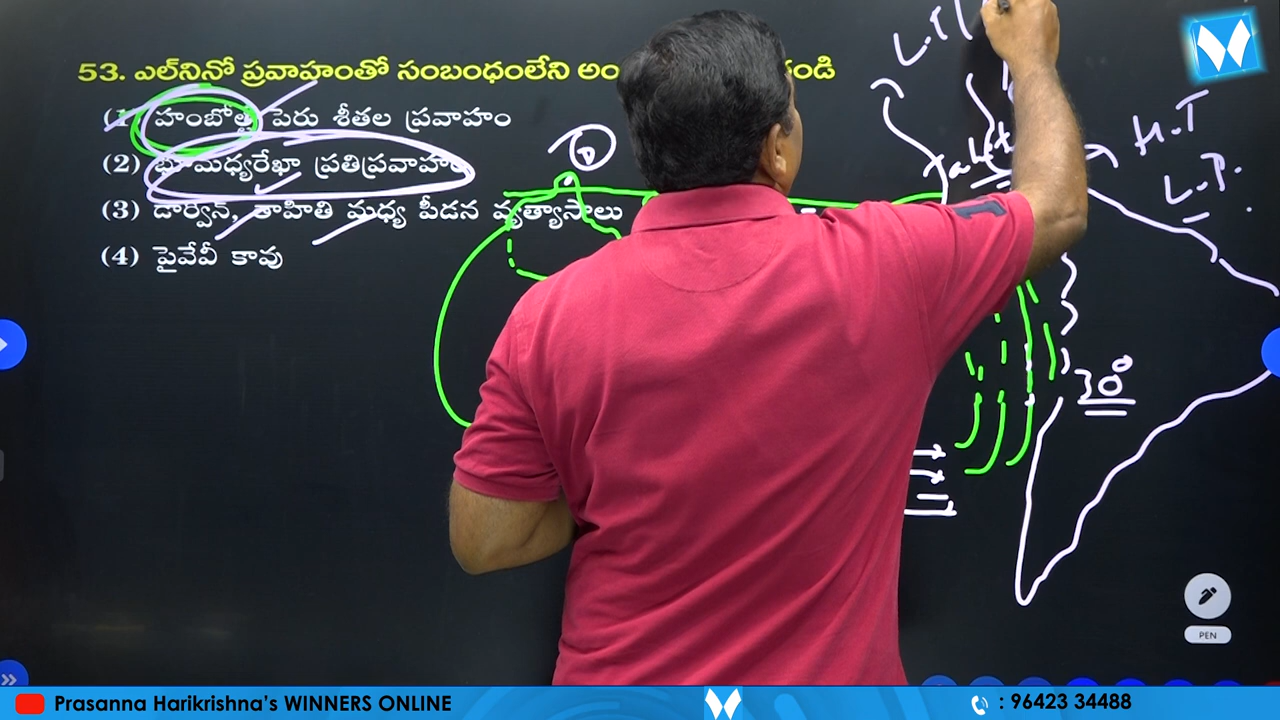 53. ఎల్‌నినో ప్రవాహంతో సంబంధంలేని
(1) హంబోల్ట్ పెరు శీతల ప్రవాహం
(2) భూమధ్యరేఖా ప్రతిప్రవాహం
(3) డార్విన్, తాహితి మధ్య పీడన వ్యత్యాసాలు
(4) పైవేవీ కావు
H.T
L.P.
30°
PEN
Prasanna Harikrishna's WINNERS ONLINE
: 96423 34488